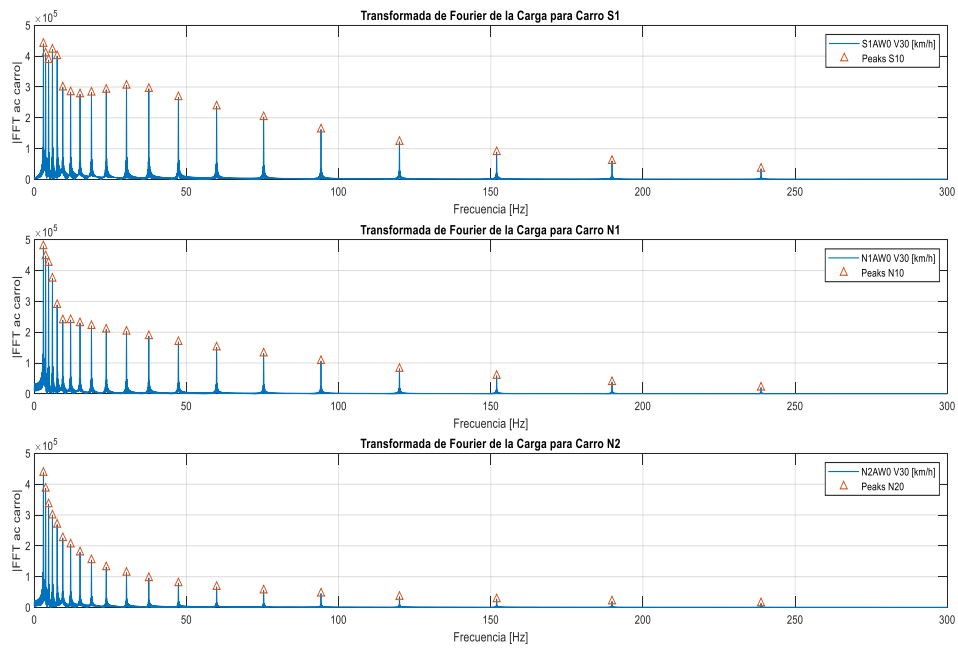 Transformada de Fourier de la Carga para Carro S1
×10⁵
5
4
3
2
1
0
|FFT ac carro|
S1AW0 V30 [km/h]
Peaks S10
0 50 100 150 200 250 300
Frecuencia [Hz]
Transformada de Fourier de la Carga para Carro N1
×10⁵
5
4
3
2
1
0
|FFT ac carro|
N1AW0 V30 [km/h]
Peaks N10
0 50 100 150 200 250 300
Frecuencia [Hz]
Transformada de Fourier de la Carga para Carro N2
×10⁵
5
4
3
2
1
0
|FFT ac carro|
N2AW0 V30 [km/h]
Peaks N20
0 50 100 150 200 250 300
Frecuencia [Hz]